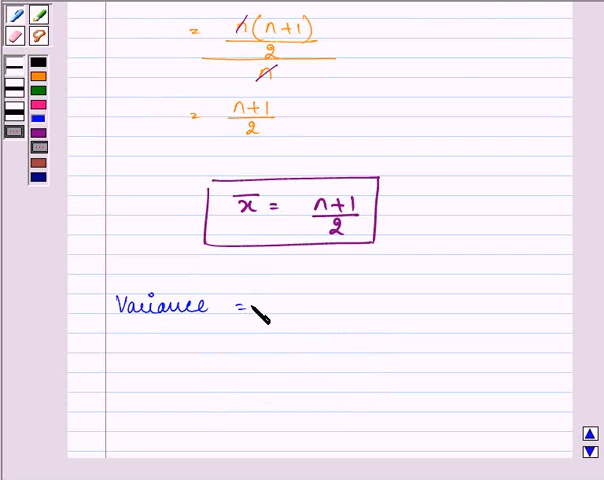 = n(n+1)/2 / n
= n+1/2
x̄ = n+1/2
Variance =